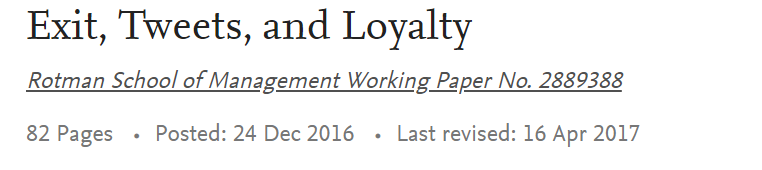 Exit, Tweets, and Loyalty
Rotman School of Management Working Paper No. 2889388
82 Pages • Posted: 24 Dec 2016 • Last revised: 16 Apr 2017